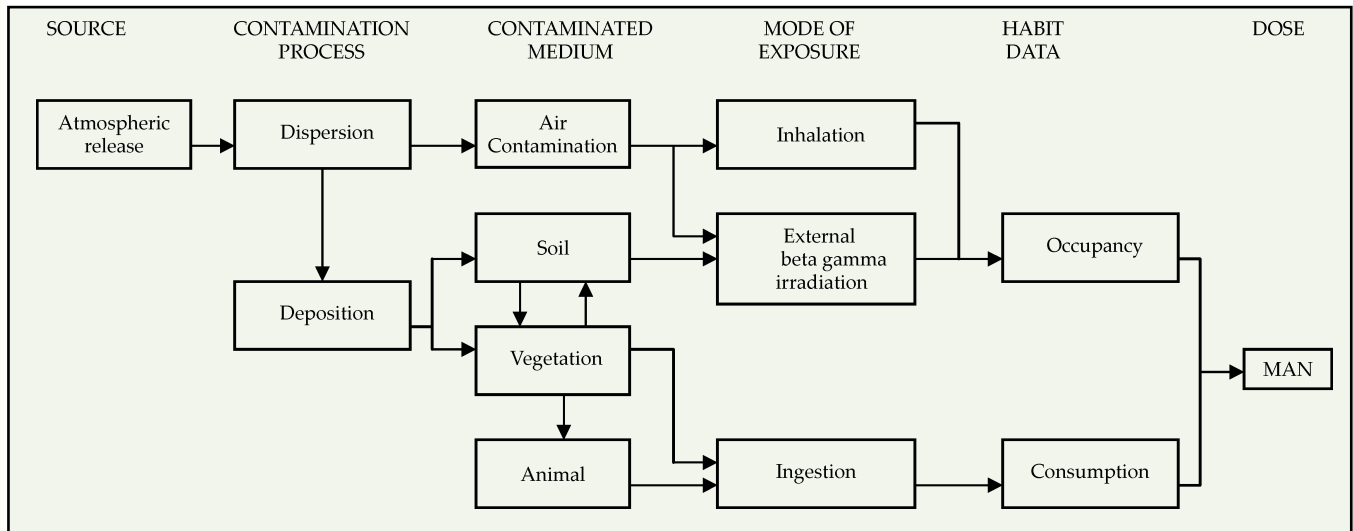 SOURCE
CONTAMINATION
PROCESS
CONTAMINATED
MEDIUM
MODE OF
EXPOSURE
HABIT
DATA
DOSE
Atmospheric
release
Dispersion
Air
Contamination
Inhalation
Soil
External
beta gamma
irradiation
Occupancy
Deposition
Vegetation
MAN
Animal
Ingestion
Consumption